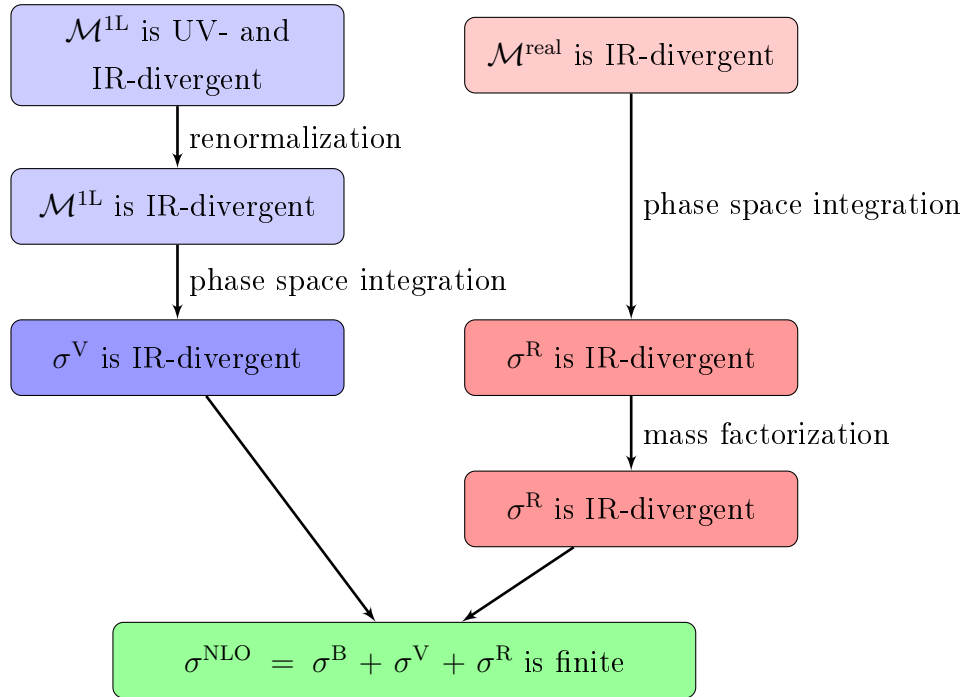 𝓜^1L is UV- and
IR-divergent
renormalization
𝓜^1L is IR-divergent
phase space integration
σ^V is IR-divergent
𝓜^real is IR-divergent
phase space integration
σ^R is IR-divergent
mass factorization
σ^R is IR-divergent
σ^NLO = σ^B + σ^V + σ^R is finite